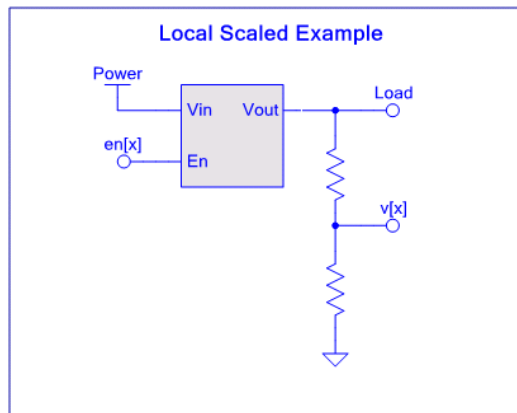 Local Scaled Example
Power
Vin
Vout
Load
en[x]
En
v[x]